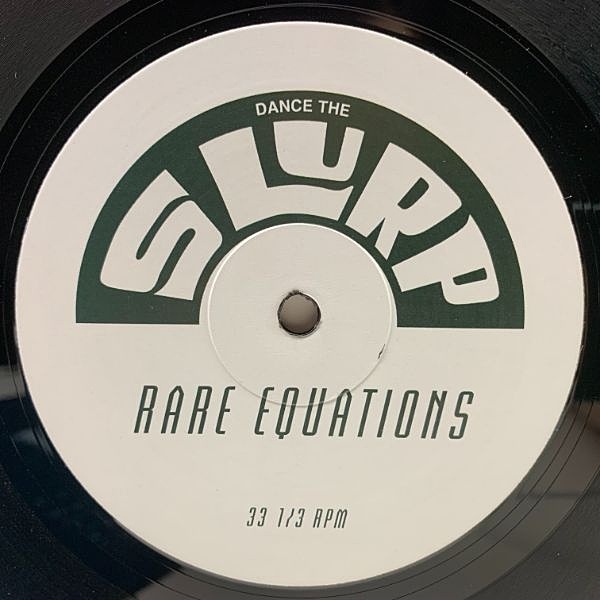 DANCE THE
SLURP
RARE EQUATIONS
33 1/3 RPM